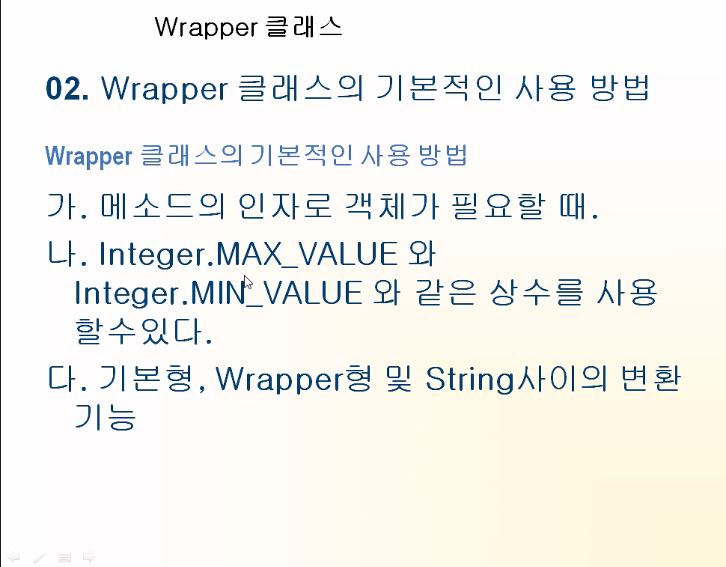 Wrapper 클래스
02. Wrapper 클래스의 기본적인 사용 방법
Wrapper 클래스의 기본적인 사용 방법
가. 메소드의 인자로 객체가 필요할 때.
나. Integer.MAX_VALUE 와
Integer.MIN_VALUE 와 같은 상수를 사용
할수있다.
다. 기본형, Wrapper형 및 String사이의 변환
기능